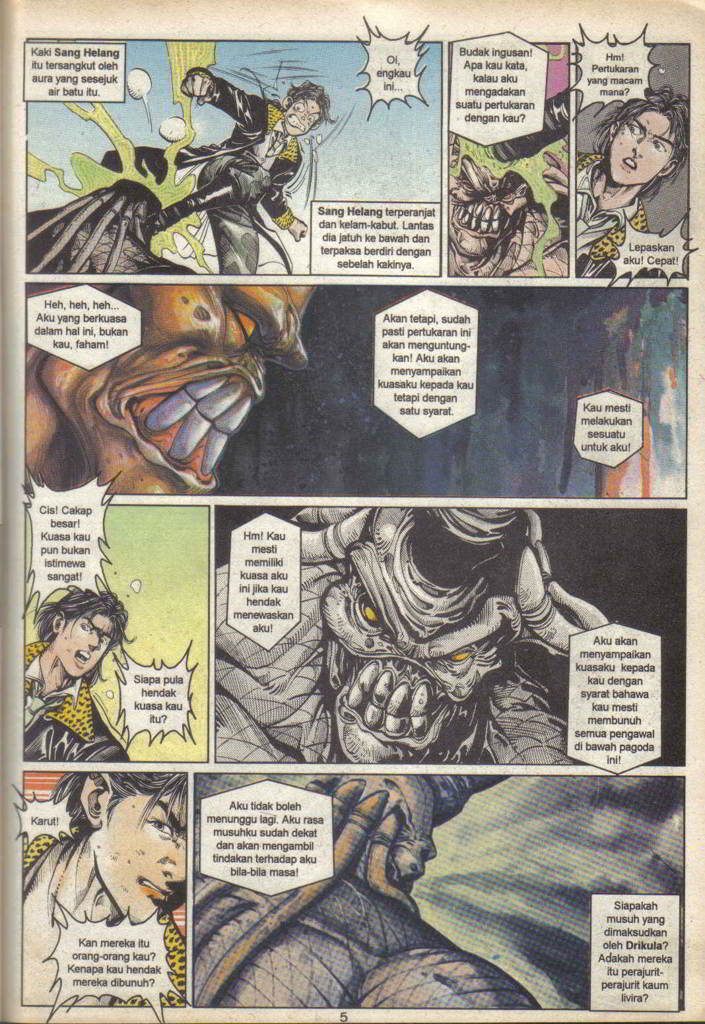 Kaki Sang Helang
itu tersangkut oleh
aura yang sesejuk
air batu itu.
Oi,
engkau
ini...
Sang Helang terperanjat
dan kelam-kabut. Lantas
dia jatuh ke bawah dan
terpaksa berdiri dengan
sebelah kakinya.
Budak ingusan!
Apa kau kata,
kalau aku
mengadakan
suatu pertukaran
dengan kau?
Hm!
Pertukaran
yang macam
mana?
Lepaskan
aku! Cepat!
Heh, heh, heh...
Aku yang berkuasa
dalam hal ini, bukan
kau, faham!
Akan tetapi, sudah
pasti pertukaran ini
akan menguntung-
kan! Aku akan
menyampaikan
kuasaku kepada kau
tetapi dengan
satu syarat.
Kau mesti
melakukan
sesuatu
untuk aku!
Cis! Cakap
besar!
Kuasa kau
pun bukan
istimewa
sangat!
Siapa pula
hendak
kuasa kau
itu?
Hm! Kau
mesti
memiliki
kuasa aku
ini jika kau
hendak
menewaskan
aku!
Aku akan
menyampaikan
kuasaku kepada
kau dengan
syarat bahawa
kau mesti
membunuh
semua pengawal
di bawah pagoda
ini!
Karut!
Kan mereka itu
orang-orang kau?
Kenapa kau hendak
mereka dibunuh?
Aku tidak boleh
menunggu lagi. Aku rasa
musuhku sudah dekat
dan akan mengambil
tindakan terhadap aku
bila-bila masa!
Siapakah
musuh yang
dimaksudkan
oleh Drikula?
Adakah mereka
itu perajurit-
perajurit kaum
livira?
5